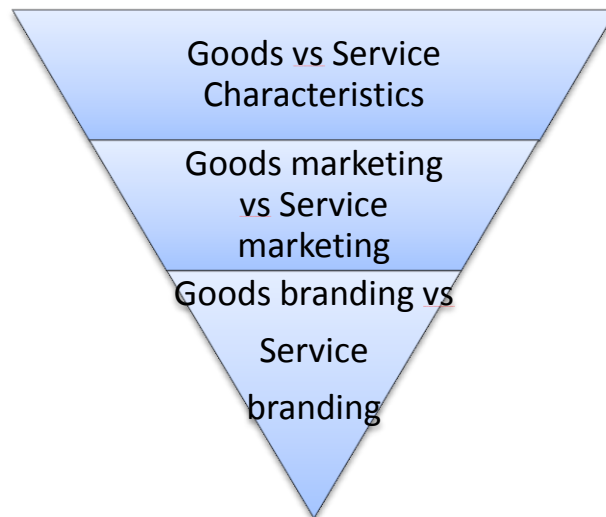 Goods vs Service
Characteristics
Goods marketing
vs Service
marketing
Goods branding vs
Service
branding